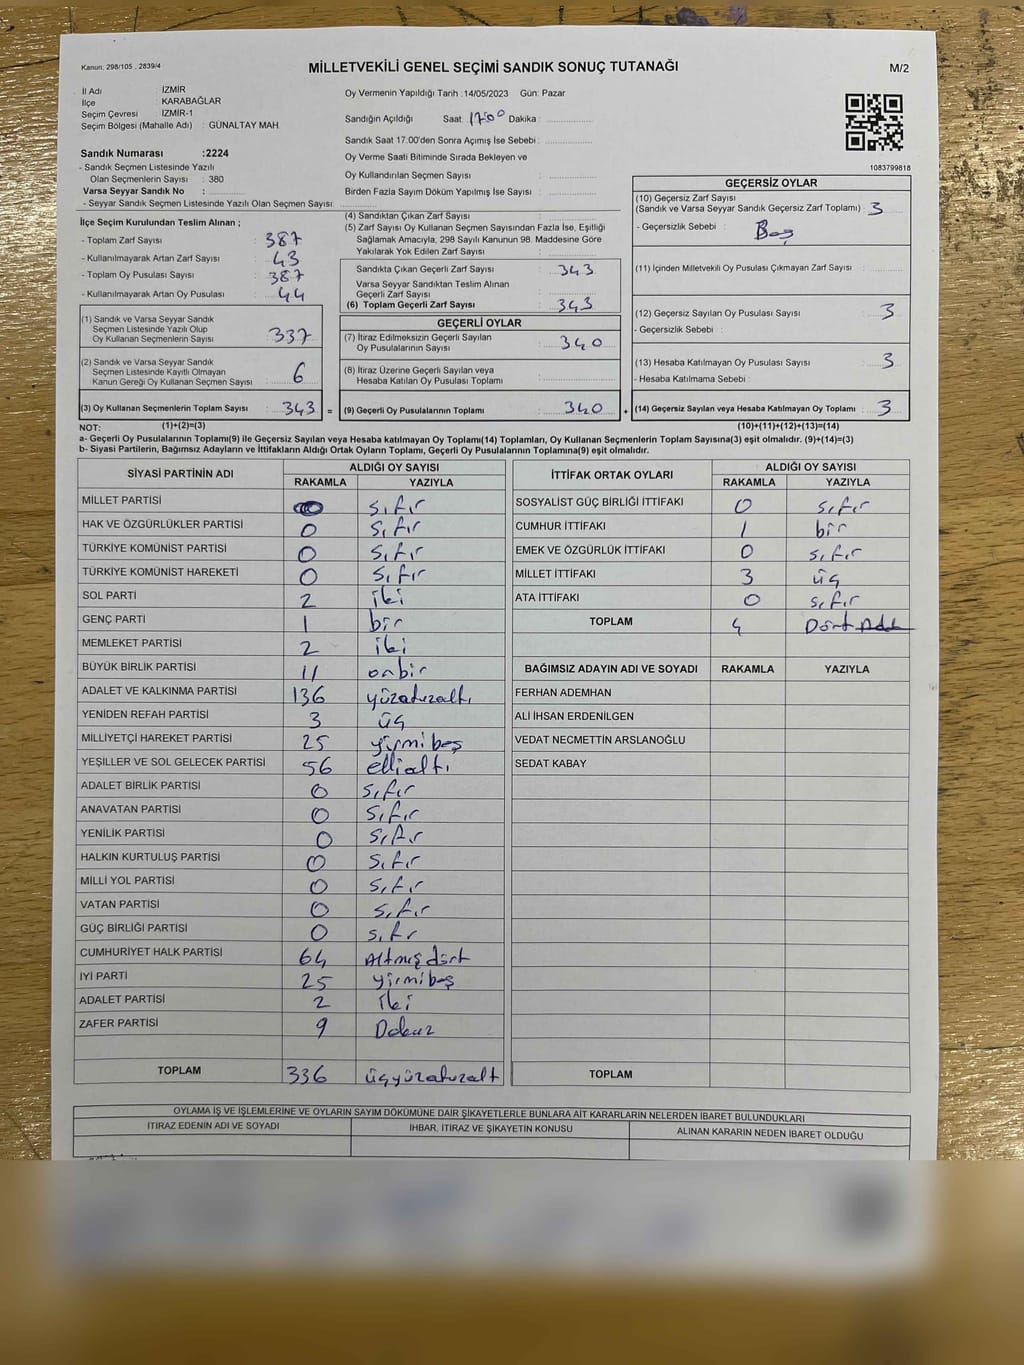 Kanun: 298/105 , 2839/4
MİLLETVEKİLİ GENEL SEÇİMİ SANDIK SONUÇ TUTANAĞI
M/2
İl Adı : İZMİR
İlçe : KARABAĞLAR
Seçim Çevresi : İZMİR-1
Seçim Bölgesi (Mahalle Adı) : GÜNALTAY MAH.
Sandık Numarası :2224
- Sandık Seçmen Listesinde Yazılı
Olan Seçmenlerin Sayısı : 380
Varsa Seyyar Sandık No :
- Seyyar Sandık Seçmen Listesinde Yazılı Olan Seçmen Sayısı:
Oy Vermenin Yapıldığı Tarih :14/05/2023 Gün: Pazar
Sandığın Açıldığı Saat: 17:00 Dakika :
Sandık Saat 17.00'den Sonra Açımış İse Sebebi :
Oy Verme Saati Bitiminde Sırada Bekleyen ve
Oy Kullandırılan Seçmen Sayısı :
Birden Fazla Sayım Döküm Yapılmış İse Sayısı :
1083799818
İlçe Seçim Kurulundan Teslim Alınan ;
- Toplam Zarf Sayısı : 387
- Kullanılmayarak Artan Zarf Sayısı : 43
- Toplam Oy Pusulası Sayısı : 387
- Kullanılmayarak Artan Oy Pusulası : 44
(1) Sandık ve Varsa Seyyar Sandık
Seçmen Listesinde Yazılı Olup
Oy Kullanan Seçmenlerin Sayısı : 337
(2) Sandık ve Varsa Seyyar Sandık
Seçmen Listesinde Kayıtlı Olmayan
Kanun Gereği Oy Kullanan Seçmen Sayısı : 6
(3) Oy Kullanan Seçmenlerin Toplam Sayısı : 343 =
(4) Sandıktan Çıkan Zarf Sayısı :
(5) Zarf Sayısı Oy Kullanan Seçmen Sayısından Fazla İse, Eşitliği
Sağlamak Amacıyla, 298 Sayılı Kanunun 98. Maddesine Göre
Yakılarak Yok Edilen Zarf Sayısı :
Sandıkta Çıkan Geçerli Zarf Sayısı : 343
Varsa Seyyar Sandıktan Teslim Alınan
Geçerli Zarf Sayısı :
(6) Toplam Geçerli Zarf Sayısı : 343
GEÇERLİ OYLAR
(7) İtiraz Edilmeksizin Geçerli Sayılan
Oy Pusulalarının Sayısı : 340
(8) İtiraz Üzerine Geçerli Sayılan veya
Hesaba Katılan Oy Pusulası Toplamı :
(9) Geçerli Oy Pusulalarının Toplamı : 340 +
GEÇERSİZ OYLAR
(10) Geçersiz Zarf Sayısı
(Sandık ve Varsa Seyyar Sandık Geçersiz Zarf Toplamı) : 3
- Geçersizlik Sebebi : Boş
(11) İçinden Milletvekili Oy Pusulası Çıkmayan Zarf Sayısı :
(12) Geçersiz Sayılan Oy Pusulası Sayısı : 3
- Geçersizlik Sebebi :
(13) Hesaba Katılmayan Oy Pusulası Sayısı : 3
- Hesaba Katılmama Sebebi :
(14) Geçersiz Sayılan veya Hesaba Katılmayan Oy Toplamı : 3
NOT: (1)+(2)=(3) (10)+(11)+(12)+(13)=(14)
a- Geçerli Oy Pusulalarının Toplamı(9) ile Geçersiz Sayılan veya Hesaba katılmayan Oy Toplamı(14) Toplamları, Oy Kullanan Seçmenlerin Toplam Sayısına(3) eşit olmalıdır. (9)+(14)=(3)
b- Siyasi Partilerin, Bağımsız Adayların ve İttifakların Aldığı Ortak Oyların Toplamı, Geçerli Oy Pusulalarının Toplamına(9) eşit olmalıdır.
SİYASİ PARTİNİN ADI ALDIĞI OY SAYISI
RAKAMLA YAZIYLA
MİLLET PARTİSİ 0 sıfır
HAK VE ÖZGÜRLÜKLER PARTİSİ 0 sıfır
TÜRKİYE KOMÜNİST PARTİSİ 0 sıfır
TÜRKİYE KOMÜNİST HAREKETİ 0 sıfır
SOL PARTİ 2 iki
GENÇ PARTİ 1 bir
MEMLEKET PARTİSİ 2 iki
BÜYÜK BİRLİK PARTİSİ 11 onbir
ADALET VE KALKINMA PARTİSİ 136 yüzotuzaltı
YENİDEN REFAH PARTİSİ 3 üç
MİLLİYETÇİ HAREKET PARTİSİ 25 yirmibeş
YEŞİLLER VE SOL GELECEK PARTİSİ 56 ellialtı
ADALET BİRLİK PARTİSİ 0 sıfır
ANAVATAN PARTİSİ 0 sıfır
YENİLİK PARTİSİ 0 sıfır
HALKIN KURTULUŞ PARTİSİ 0 sıfır
MİLLİ YOL PARTİSİ 0 sıfır
VATAN PARTİSİ 0 sıfır
GÜÇ BİRLİĞİ PARTİSİ 0 sıfr
CUMHURİYET HALK PARTİSİ 64 Altmışdört
İYİ PARTİ 25 yirmibeş
ADALET PARTİSİ 2 iki
ZAFER PARTİSİ 9 Dokuz
TOPLAM 336 üçyüzotuzalt
İTTİFAK ORTAK OYLARI ALDIĞI OY SAYISI
RAKAMLA YAZIYLA
SOSYALİST GÜÇ BİRLİĞİ İTTİFAKI 0 sıfır
CUMHUR İTTİFAKI 1 bir
EMEK VE ÖZGÜRLÜK İTTİFAKI 0 sıfır
MİLLET İTTİFAKI 3 üç
ATA İTTİFAKI 0 sıfır
TOPLAM 4 Dört Adet
BAĞIMSIZ ADAYIN ADI VE SOYADI RAKAMLA YAZIYLA
FERHAN ADEMHAN
ALİ İHSAN ERDENİLGEN
VEDAT NECMETTİN ARSLANOĞLU
SEDAT KABAY
TOPLAM
OYLAMA İŞ VE İŞLEMLERİNE VE OYLARIN SAYIM DÖKÜMÜNE DAİR ŞİKAYETLERLE BUNLARA AİT KARARLARIN NELERDEN İBARET BULUNDUKLARI
İTİRAZ EDENİN ADI VE SOYADI İHBAR, İTİRAZ VE ŞİKAYETİN KONUSU ALINAN KARARIN NEDEN İBARET OLDUĞU